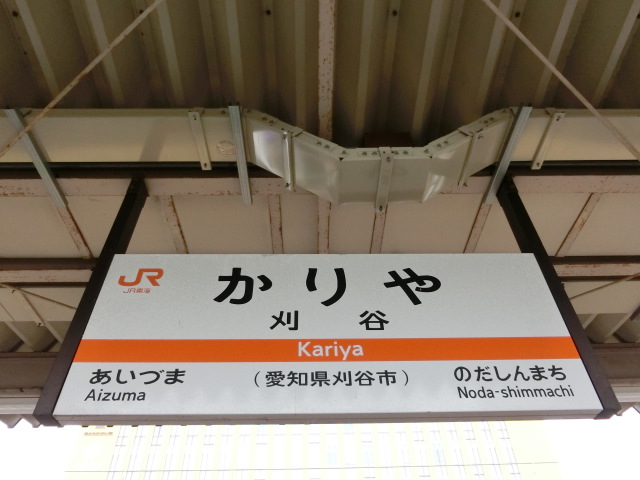 JR
JR東海
かりや
刈谷
Kariya
あいづま
Aizuma
（愛知県刈谷市）
のだしんまち
Noda-shimmachi